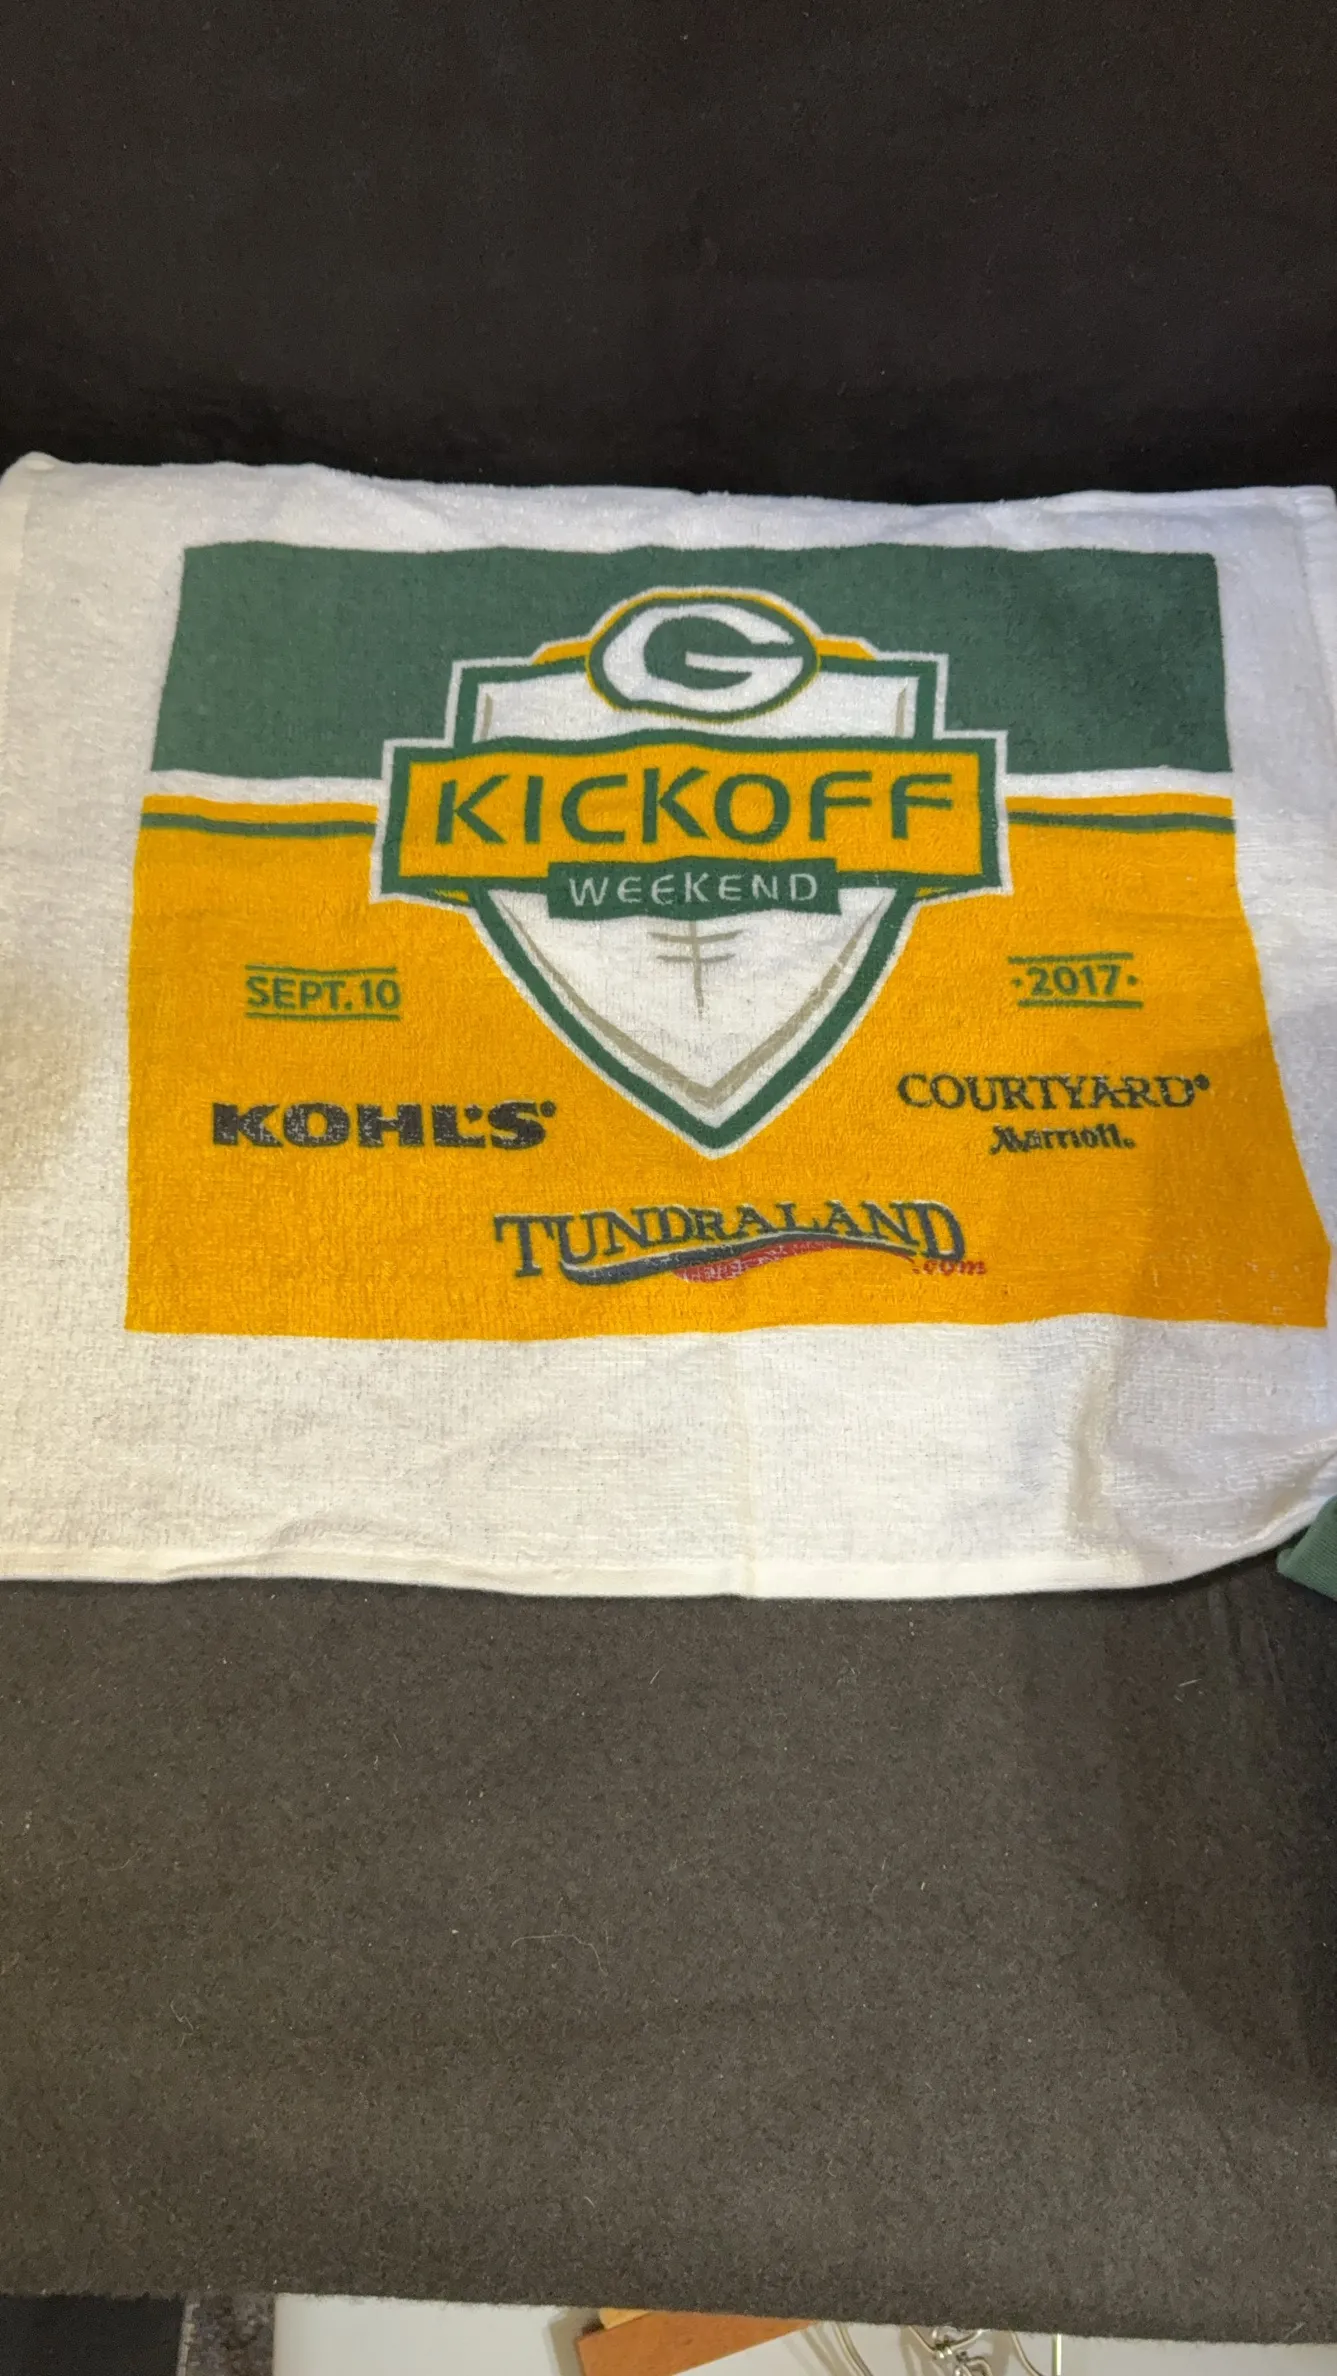 G
KICKOFF
WEEKEND
SEPT. 10
·2017·
KOHL'S®
COURTYARD®
Marriott.
TUNDRALAND
.com